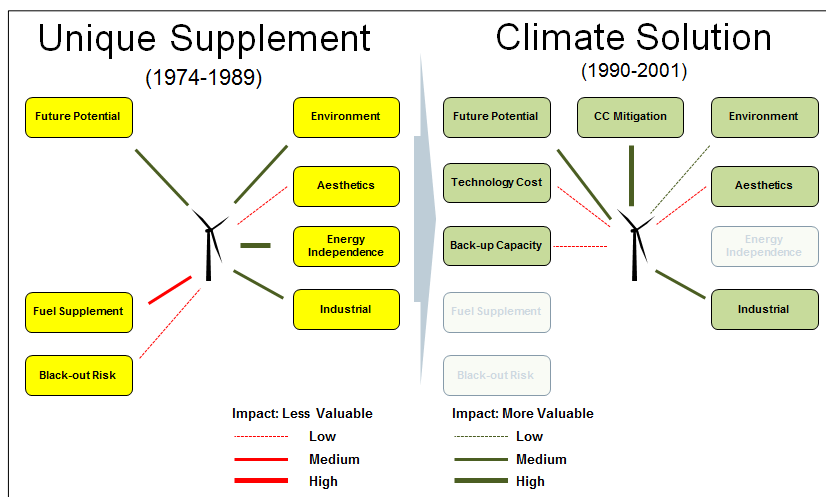 Unique Supplement
(1974-1989)
Future Potential
Environment
Aesthetics
Energy
Independence
Fuel Supplement
Industrial
Black-out Risk
Climate Solution
(1990-2001)
Future Potential
CC Mitigation
Environment
Technology Cost
Aesthetics
Back-up Capacity
Energy
Independence
Fuel Supplement
Industrial
Black-out Risk
Impact: Less Valuable
Low
Medium
High
Impact: More Valuable
Low
Medium
High